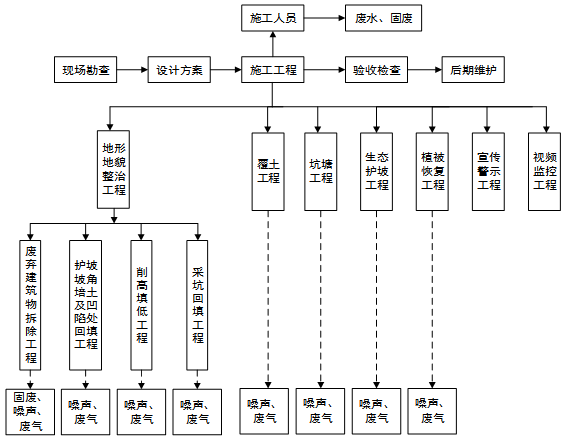 施工人员
废水、固废
现场勘查
设计方案
施工工程
验收检查
后期维护
地形
地貌
整治
工程
覆土
工程
坑塘
工程
生态
护坡
工程
植被
恢复
工程
宣传
警示
工程
视频
监控
工程
废弃建筑物拆除工程
护坡坡角培土及凹陷处回填工程
削高填低工程
采坑回填工程
固废、
噪声、
废气
噪声、
废气
噪声、
废气
噪声、
废气
噪声、
废气
噪声、
废气
噪声、
废气
噪声、
废气